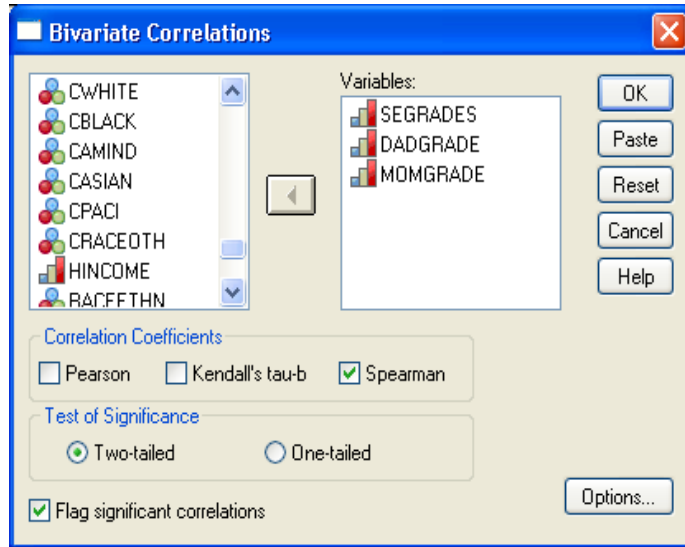 Bivariate Correlations
CWHITE
CBLACK
CAMIND
CASIAN
CPACI
CRACEOTH
HINCOME
RACEETHN
Variables:
SEGRADES
DADGRADE
MOMGRADE
OK
Paste
Reset
Cancel
Help
Correlation Coefficients
Pearson Kendall's tau-b Spearman
Test of Significance
Two-tailed One-tailed
Flag significant correlations
Options...